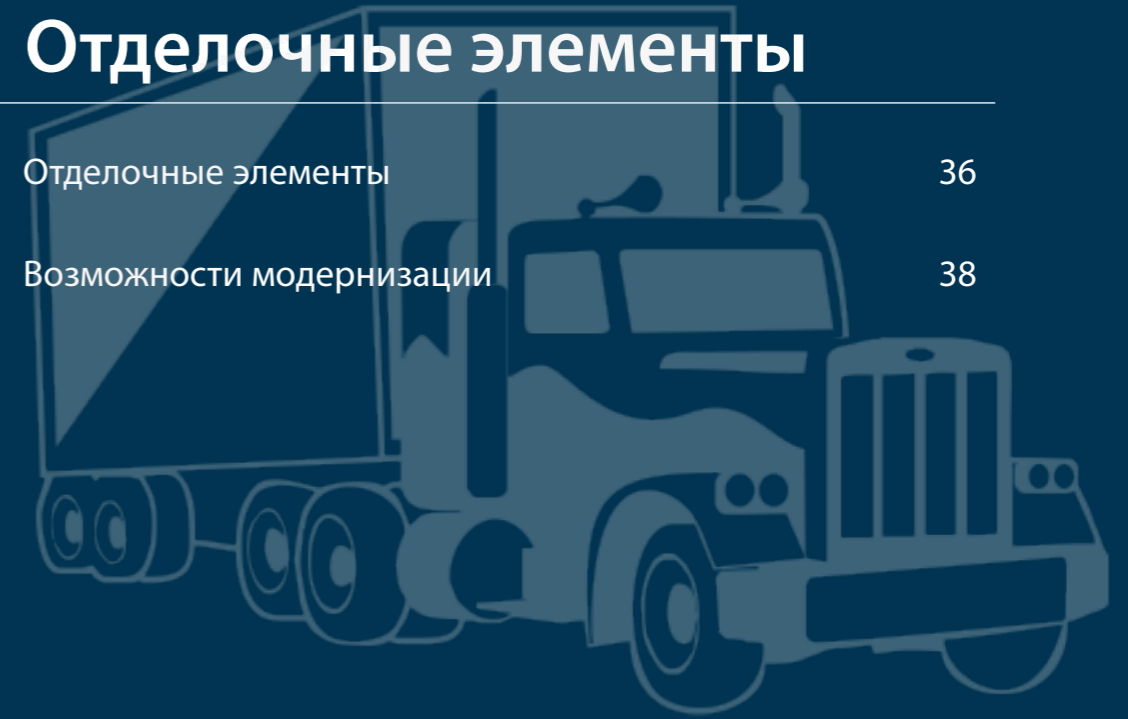 Отделочные элементы
Отделочные элементы 36
Возможности модернизации 38